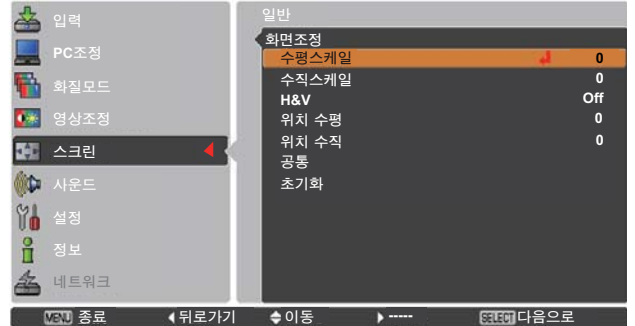 입력
PC조정
화질모드
영상조정
스크린
사운드
설정
정보
네트워크
일반
화면조정
수평스케일 0
수직스케일 0
H&V Off
위치 수평 0
위치 수직 0
공통
초기화
MENU 종료 뒤로가기 이동 ----- SELECT 다음으로